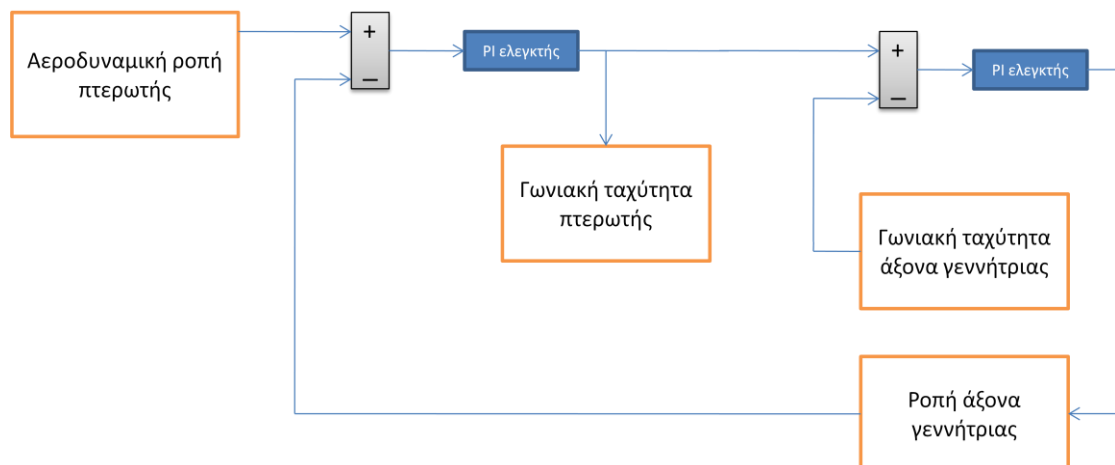 Αεροδυναμική ροπή
πτερωτής
+
–
PI ελεγκτής
Γωνιακή ταχύτητα
πτερωτής
+
–
PI ελεγκτής
Γωνιακή ταχύτητα
άξονα γεννήτριας
Ροπή άξονα
γεννήτριας